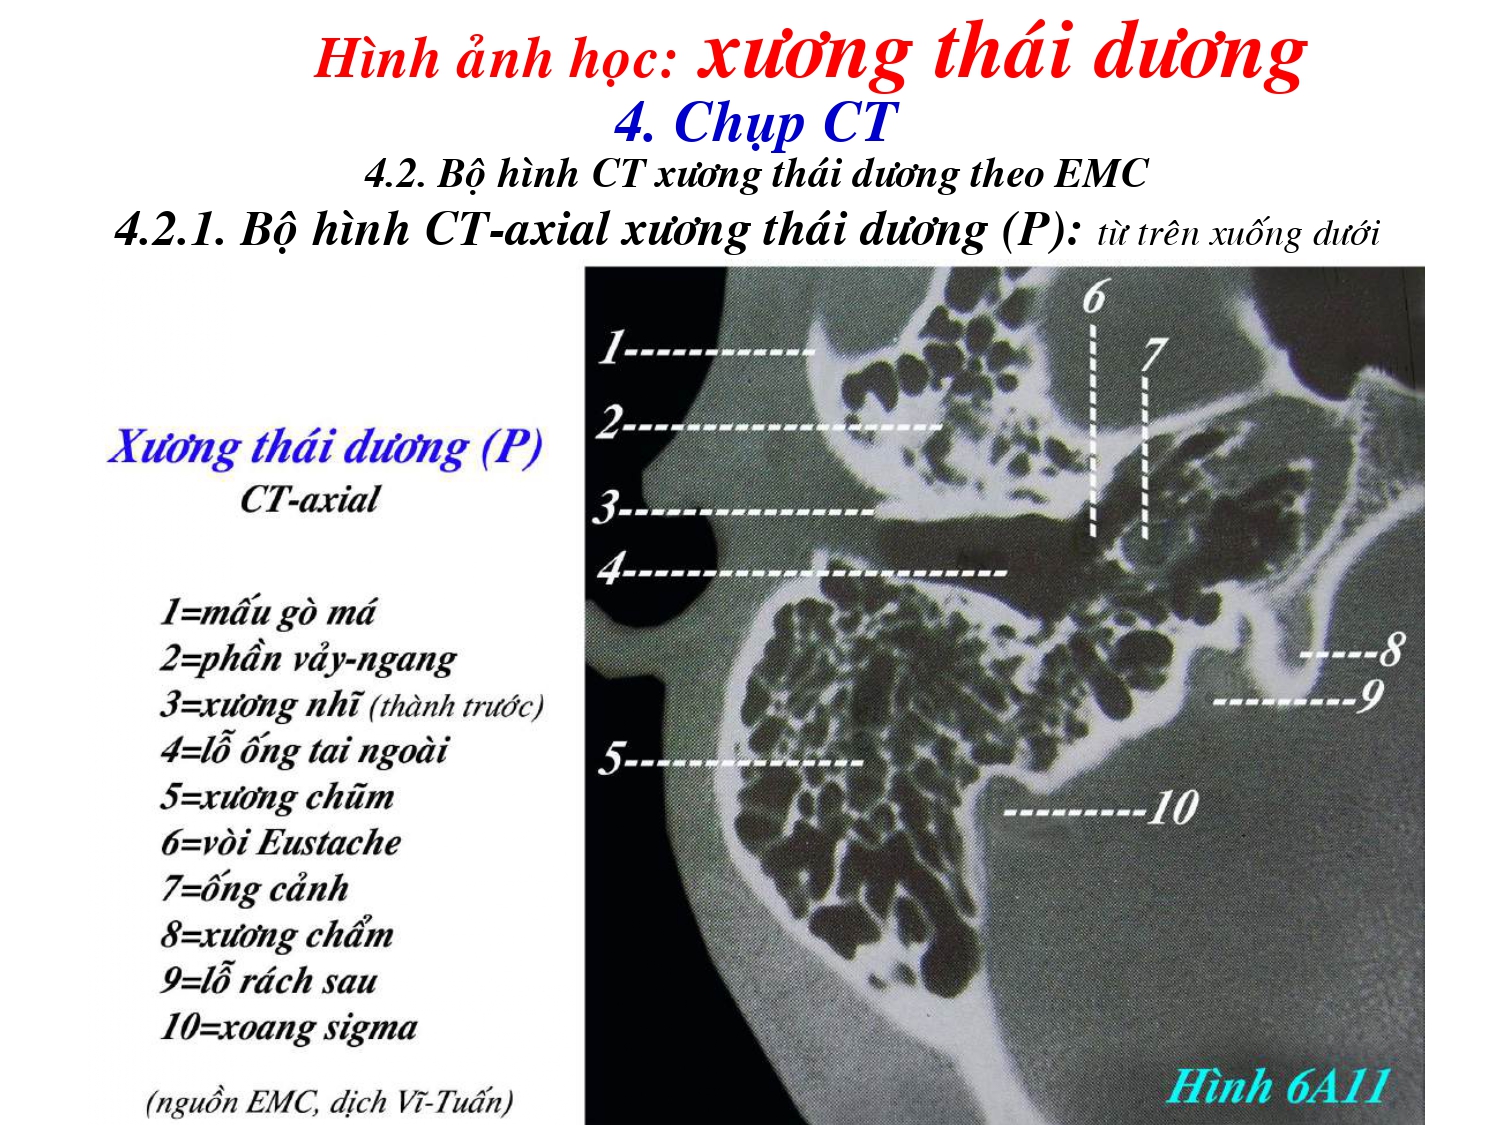 Hình ảnh học: xương thái dương
4. Chụp CT
4.2. Bộ hình CT xương thái dương theo EMC
4.2.1. Bộ hình CT-axial xương thái dương (P): từ trên xuống dưới
Xương thái dương (P)
CT-axial
1=mấu gò má
2=phần vảy-ngang
3=xương nhĩ (thành trước)
4=lỗ ống tai ngoài
5=xương chũm
6=vòi Eustache
7=ống cảnh
8=xương chẩm
9=lỗ rách sau
10=xoang sigma
(nguồn EMC, dịch Vĩ-Tuấn)
1------------
2--------------------
3----------------
4------------------------
5---------------
6
7
-----8
---------9
---------10
Hình 6A11